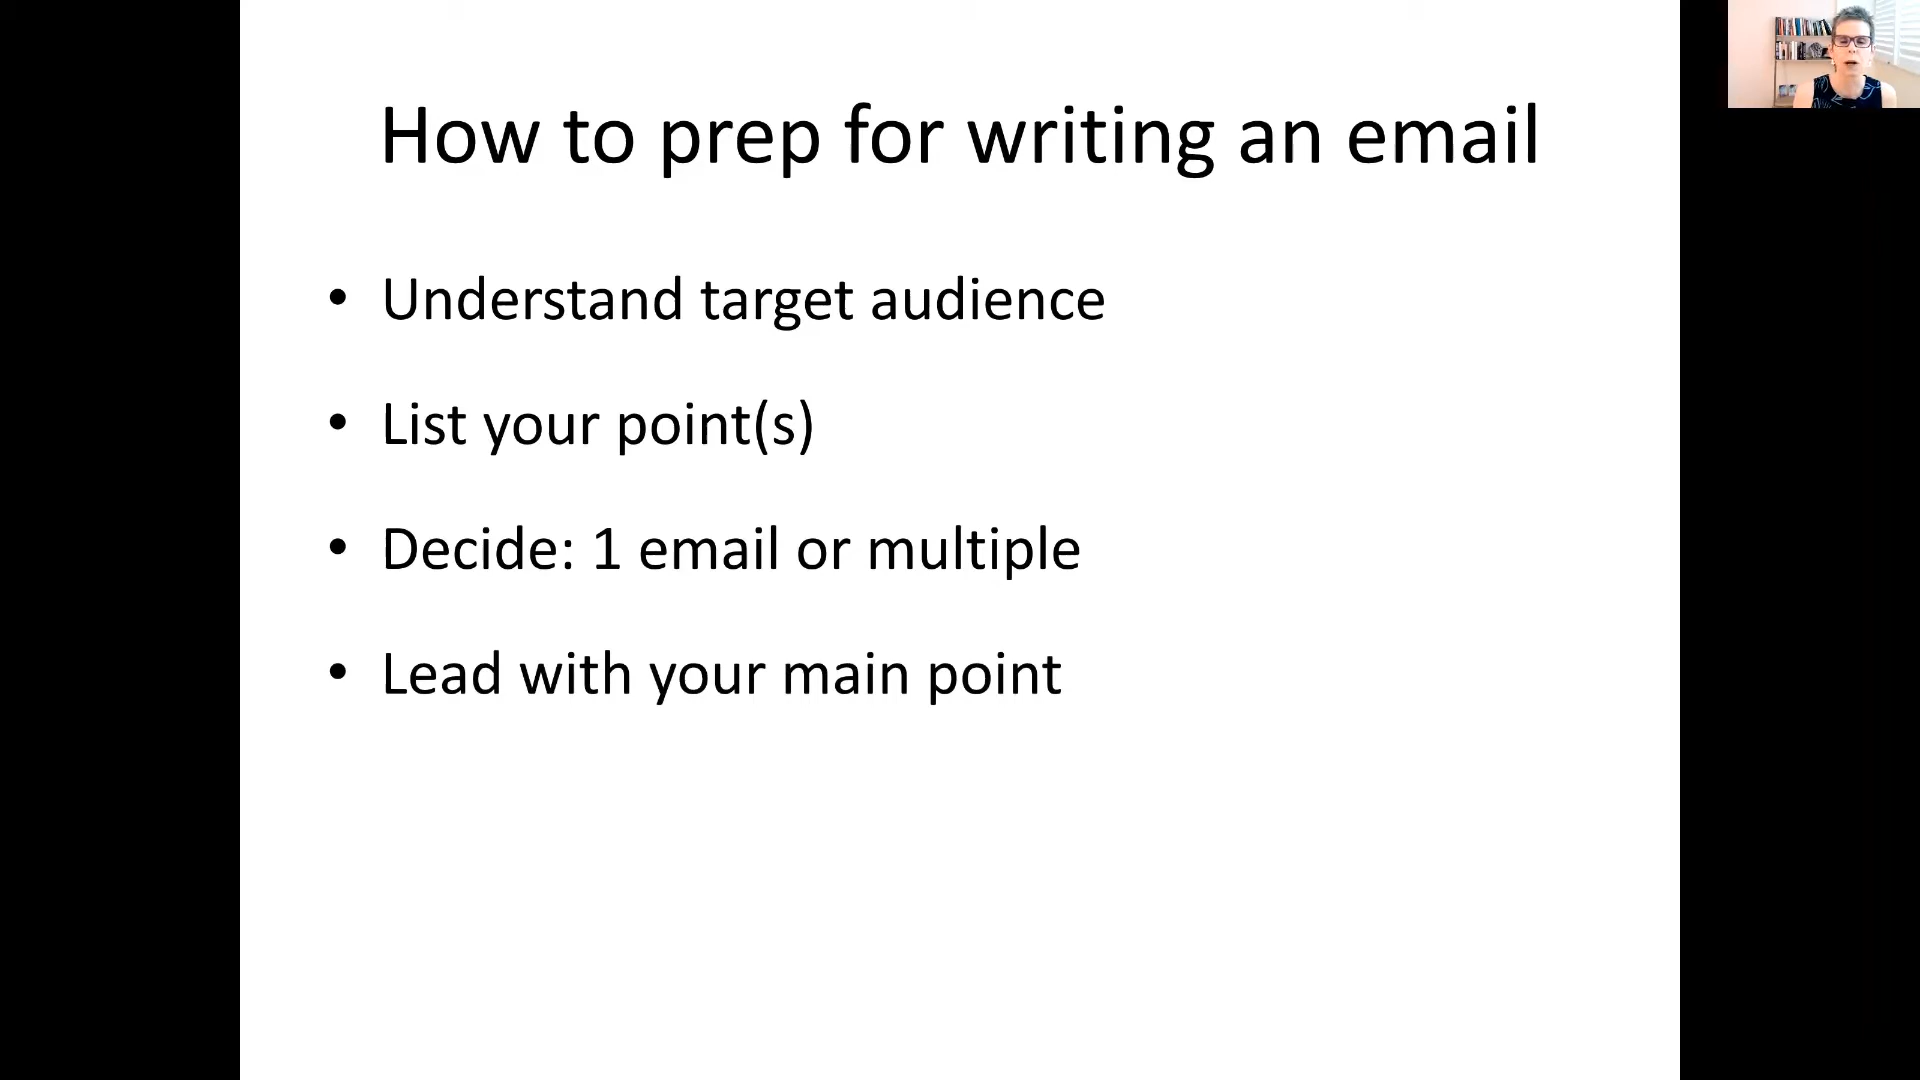 How to prep for writing an email
• Understand target audience
• List your point(s)
• Decide: 1 email or multiple
• Lead with your main point